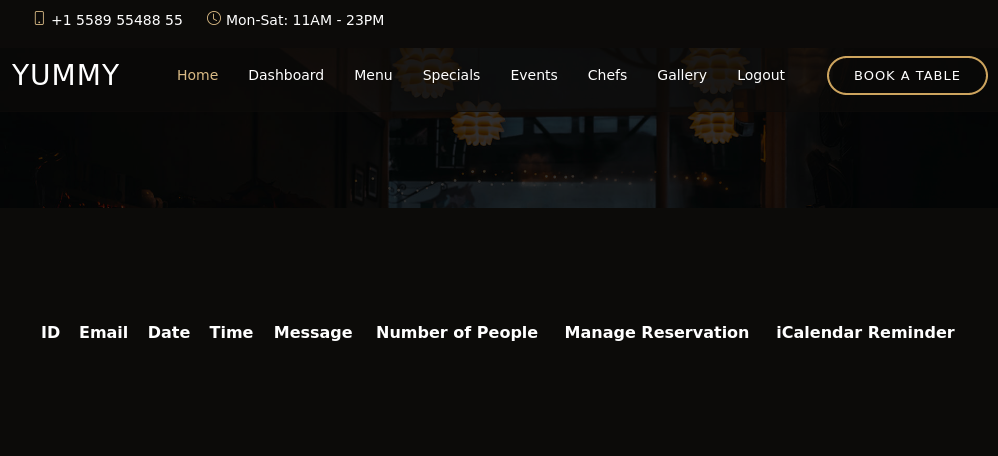 +1 5589 55488 55 Mon-Sat: 11AM - 23PM
YUMMY Home Dashboard Menu Specials Events Chefs Gallery Logout BOOK A TABLE
ID Email Date Time Message Number of People Manage Reservation iCalendar Reminder